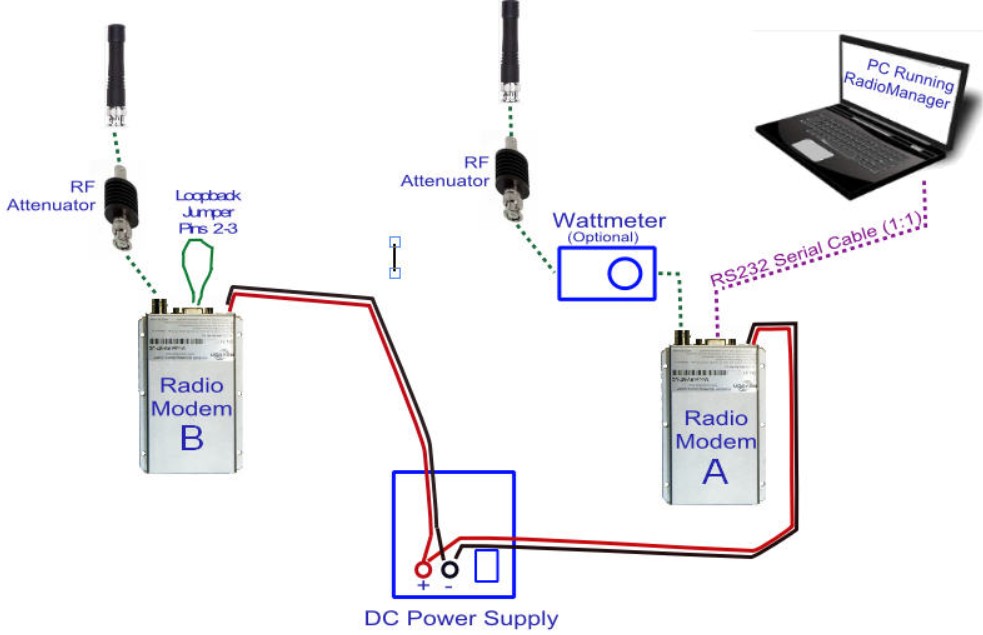 PC Running
RadioManager
RF
Attenuator
Loopback
Jumper
Pins 2-3
RF
Attenuator
Wattmeter
(Optional)
RS232 Serial Cable (1:1)
Radio
Modem
B
Radio
Modem
A
+ -
DC Power Supply